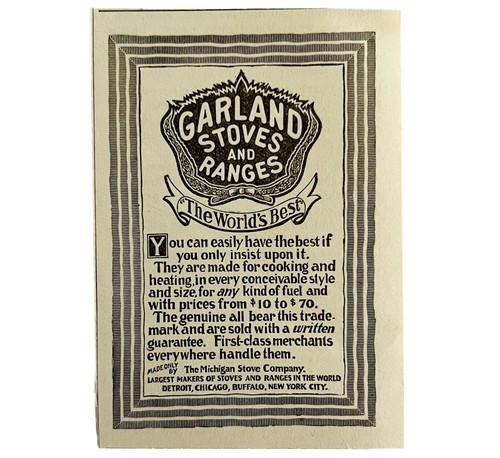 GARLAND
STOVES
AND
RANGES
"The World's Best"
You can easily have the best if
you only insist upon it.
They are made for cooking and
heating, in every conceivable style
and size, for any kind of fuel and
with prices from $10 to $70.
The genuine all bear this trade-
mark and are sold with a written
guarantee. First-class merchants
everywhere handle them.
MADE ONLY BY The Michigan Stove Company,
LARGEST MAKERS OF STOVES AND RANGES IN THE WORLD
DETROIT, CHICAGO, BUFFALO, NEW YORK CITY.